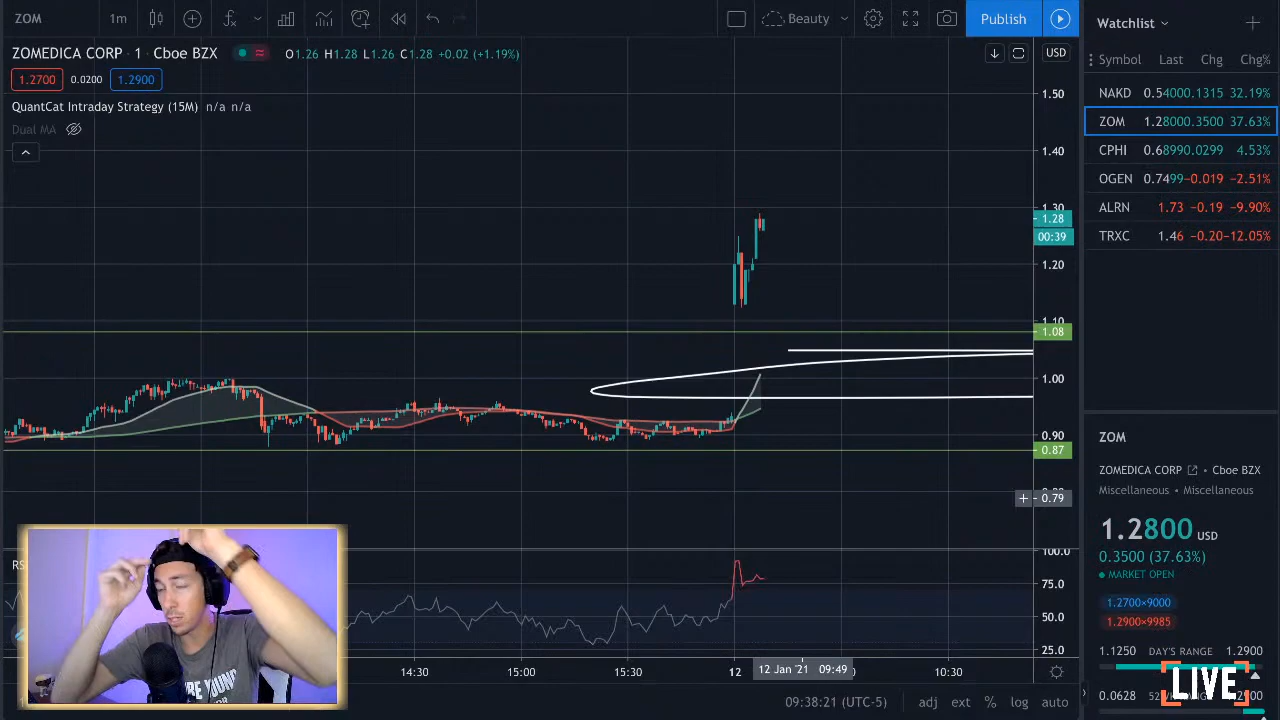 ZOM 1m Beauty Publish
ZOMEDICA CORP · 1 · Cboe BZX O1.26 H1.28 L1.26 C1.28 +0.02 (+1.19%) USD
1.2700 0.0200 1.2900
QuantCat Intraday Strategy (15M) n/a n/a
Dual MA
1.50
1.40
1.30
1.28
00:39
1.20
1.10
1.08
1.00
0.90
0.87
0.79
100.0
75.0
50.0
25.0
14:30 15:00 15:30 12 12 Jan '21 09:49 10:30
09:38:21 (UTC-5) adj ext % log auto
Watchlist
Symbol Last Chg Chg%
NAKD 0.5400 0.1315 32.19%
ZOM 1.2800 0.3500 37.63%
CPHI 0.6899 0.0299 4.53%
OGEN 0.7499 −0.019 −2.51%
ALRN 1.73 −0.19 −9.90%
TRXC 1.46 −0.20 −12.05%
ZOM
ZOMEDICA CORP · Cboe BZX
Miscellaneous · Miscellaneous
1.2800 USD
0.3500 (37.63%)
MARKET OPEN
1.2700×9000
1.2900×9985
1.1250 DAY'S RANGE 1.2900
0.0628
LIVE